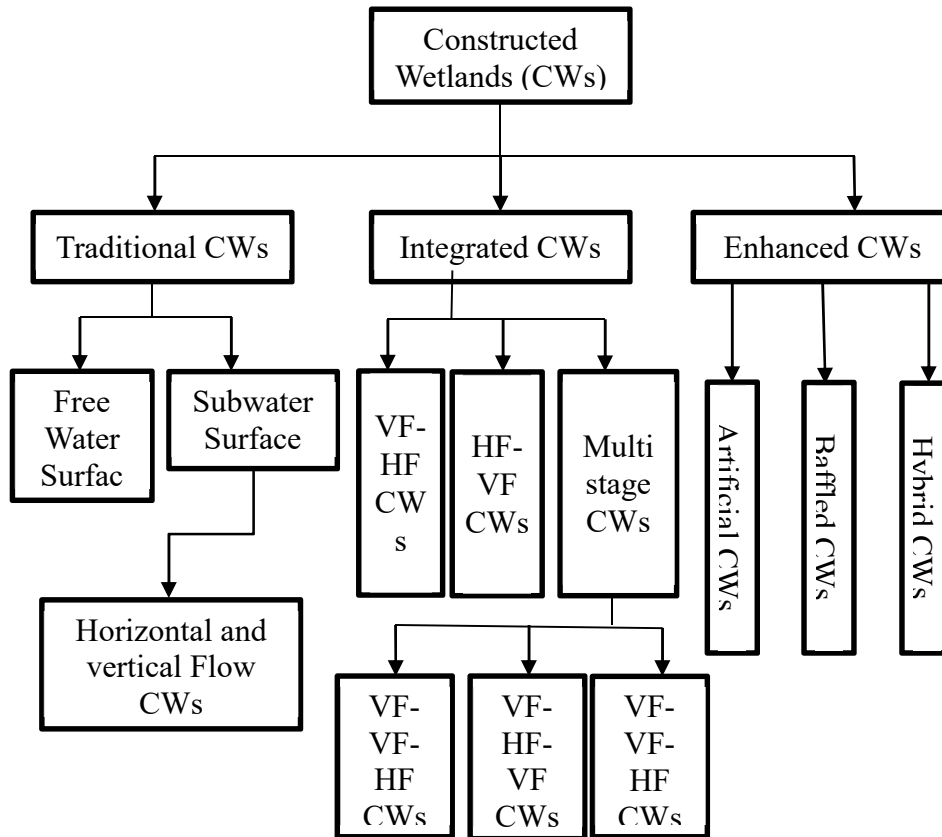 Constructed
Wetlands (CWs)
Traditional CWs
Integrated CWs
Enhanced CWs
Free
Water
Surfac
Subwater
Surface
VF-
HF
CW
s
HF-
VF
CWs
Multi
stage
CWs
Artificial CWs
Baffled CWs
Hybrid CWs
Horizontal and
vertical Flow
CWs
VF-
VF-
HF
CWs
VF-
HF-
VF
CWs
VF-
VF-
HF
CWs